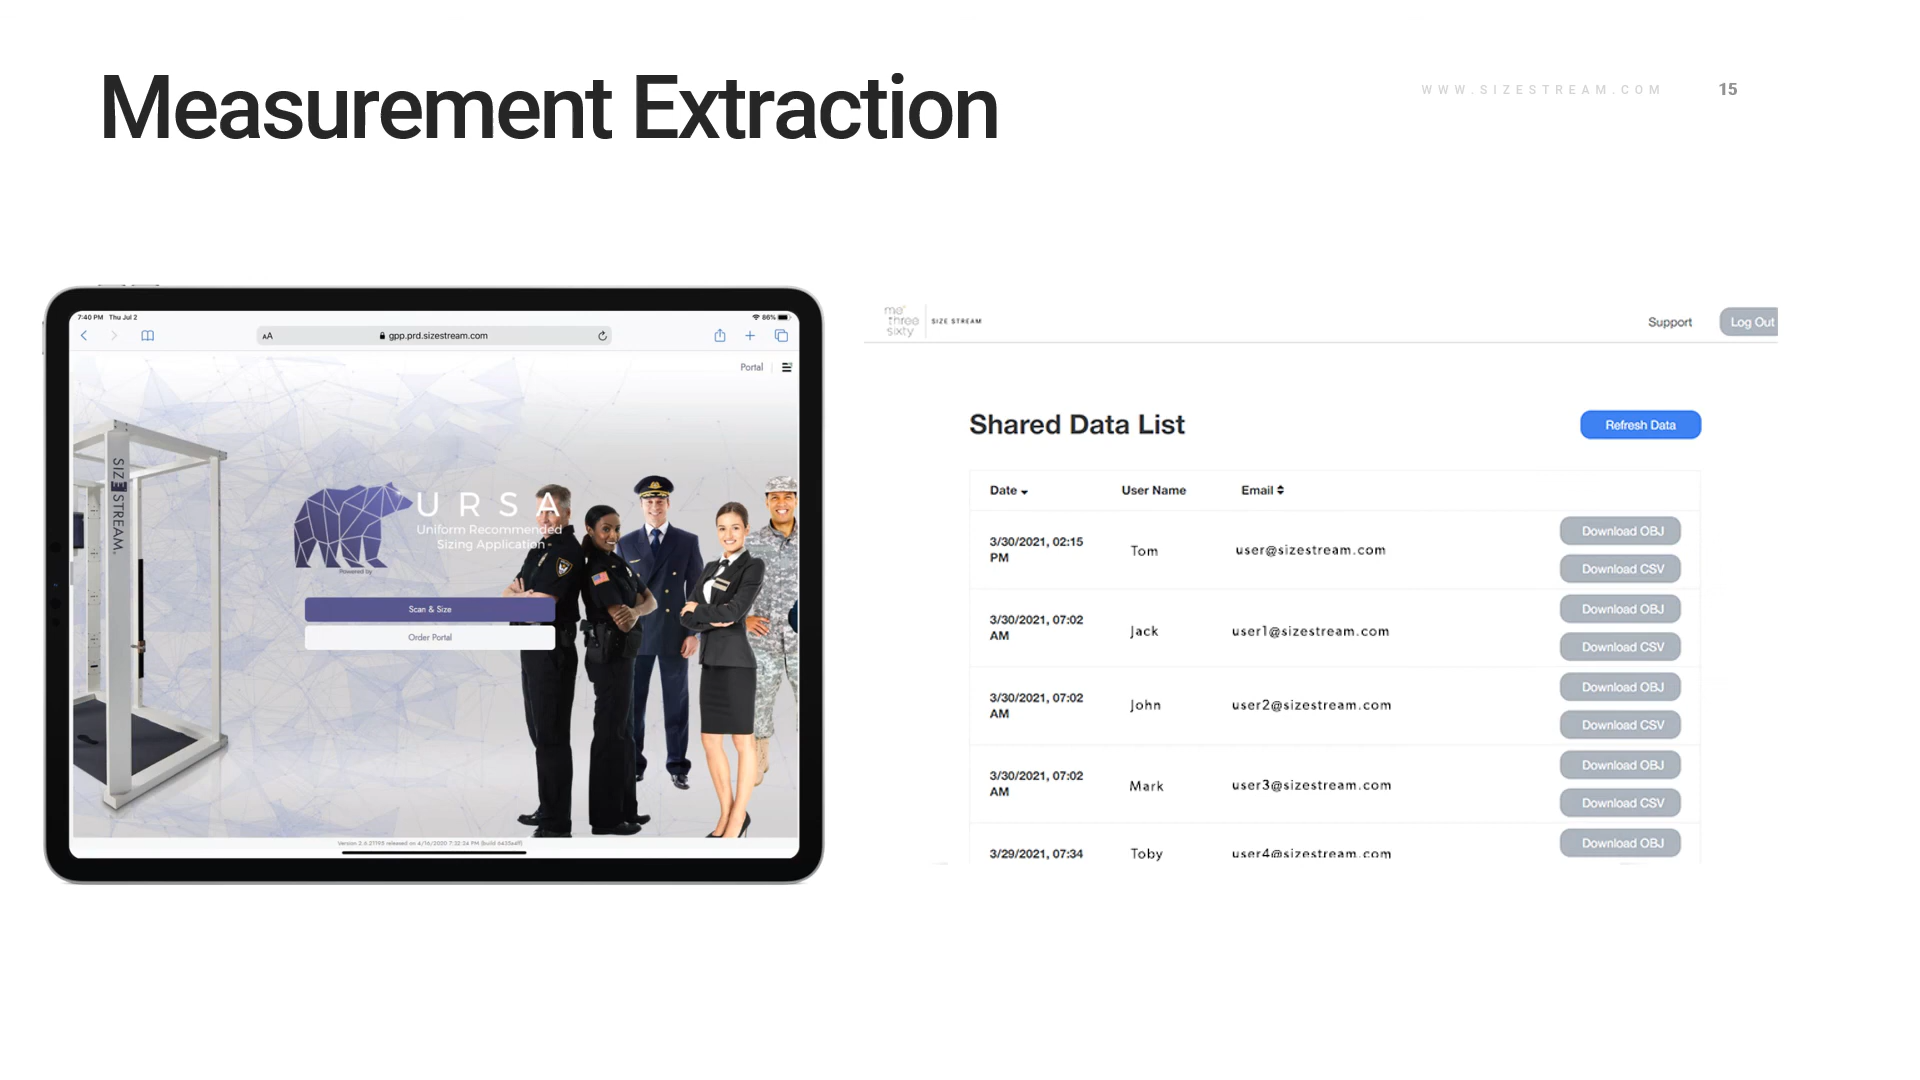 Measurement Extraction
WWW.SIZESTREAM.COM
15
7:40 PM Thu Jul 2
86%
AA
gpp.prd.sizestream.com
Portal
SIZE STREAM.
URSA
Uniform Recommended
Sizing Application
Powered by
Scan & Size
Order Portal
me
three
sixty
SIZE STREAM
Support
Log Out
Shared Data List
Refresh Data
Date User Name Email
3/30/2021, 02:15
PM
Tom
user@sizestream.com
Download OBJ
Download CSV
3/30/2021, 07:02
AM
Jack
user1@sizestream.com
Download OBJ
Download CSV
3/30/2021, 07:02
AM
John
user2@sizestream.com
Download OBJ
Download CSV
3/30/2021, 07:02
AM
Mark
user3@sizestream.com
Download OBJ
Download CSV
3/29/2021, 07:34
Toby
user4@sizestream.com
Download OBJ